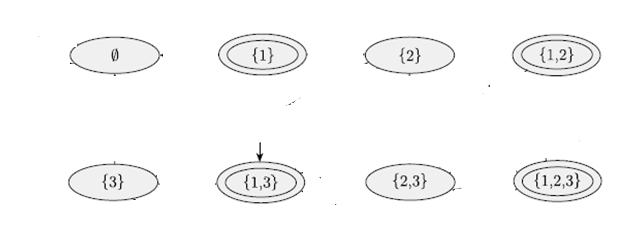 ∅ {1} {2} {1,2}
{3} {1,3} {2,3} {1,2,3}